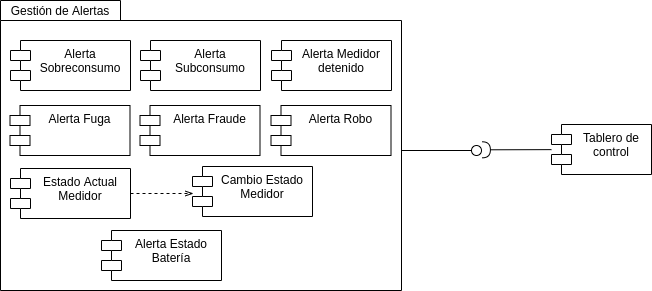 Gestión de Alertas
Alerta
Sobreconsumo
Alerta
Subconsumo
Alerta Medidor
detenido
Alerta Fuga
Alerta Fraude
Alerta Robo
Tablero de
control
Estado Actual
Medidor
Cambio Estado
Medidor
Alerta Estado
Batería